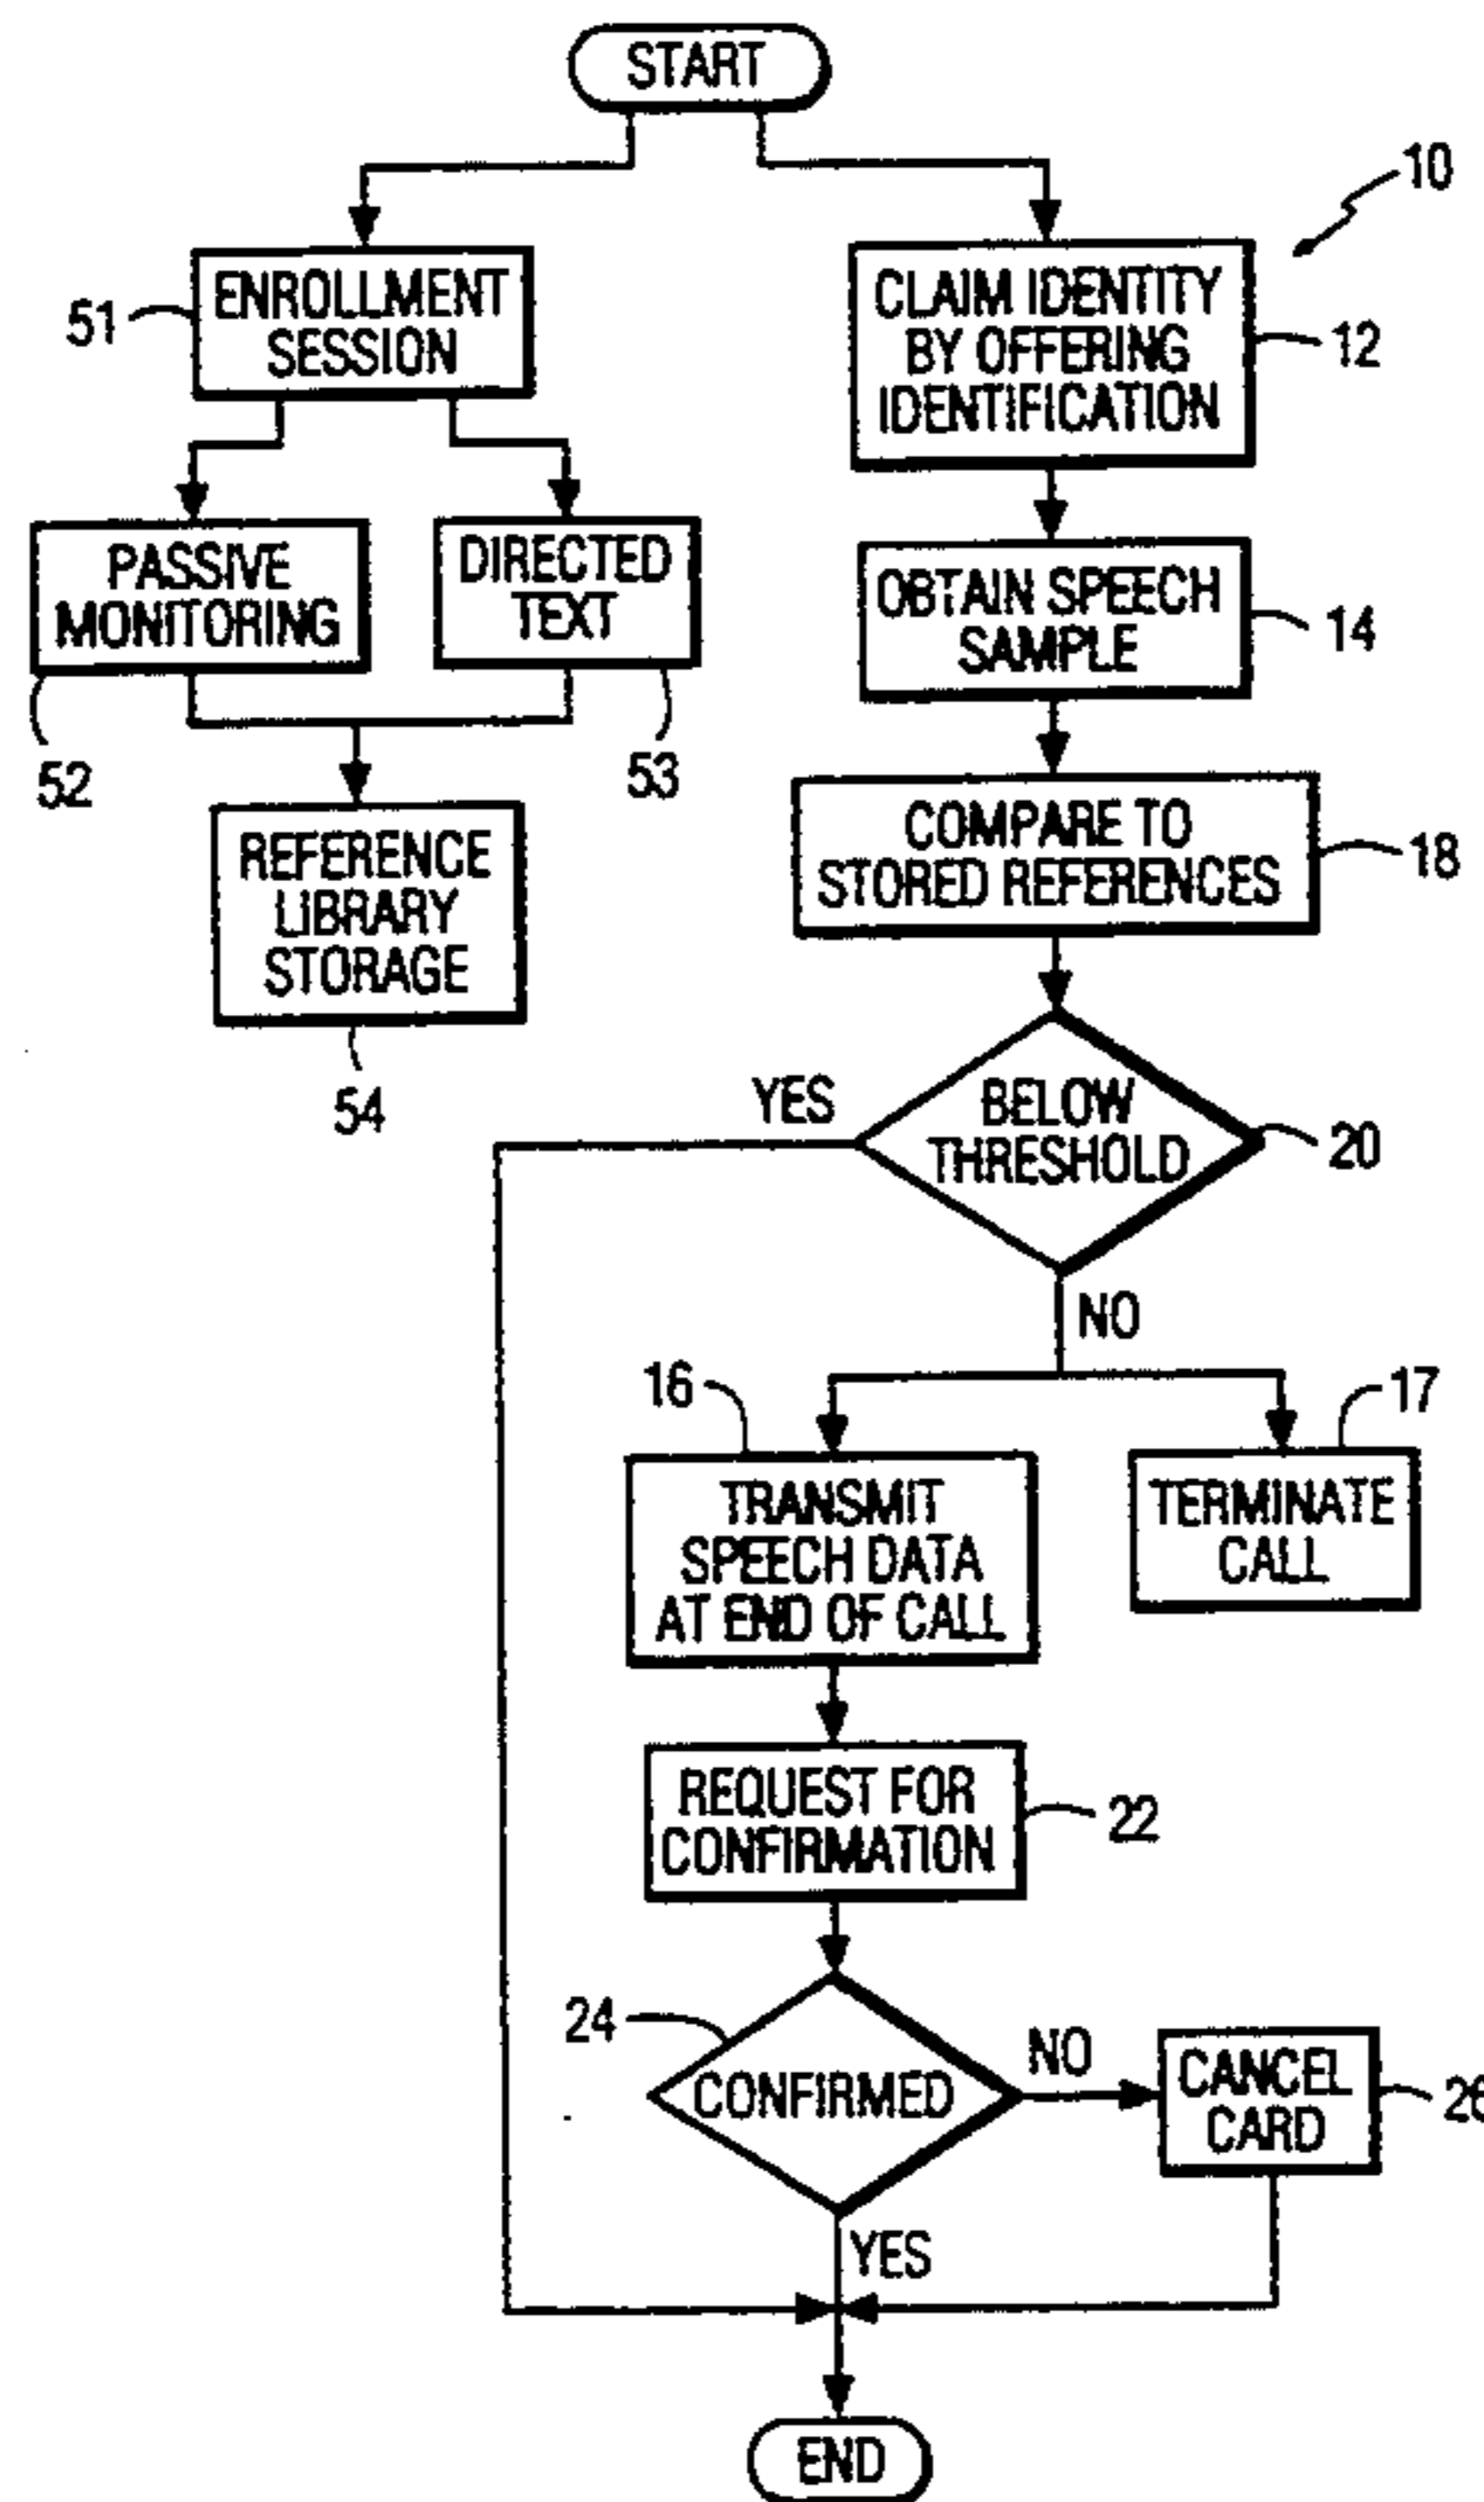 START
10
ENROLLMENT
SESSION
51
CLAIM IDENTITY
BY OFFERING
IDENTIFICATION
12
PASSIVE
MONITORING
52
DIRECTED
TEXT
53
OBTAIN SPEECH
SAMPLE
14
REFERENCE
LIBRARY
STORAGE
54
COMPARE TO
STORED REFERENCES
18
BELOW
THRESHOLD
20
YES
NO
16
TRANSMIT
SPEECH DATA
AT END OF CALL
17
TERMINATE
CALL
REQUEST FOR
CONFIRMATION
22
24
CONFIRMED
NO
CANCEL
CARD
26
YES
END